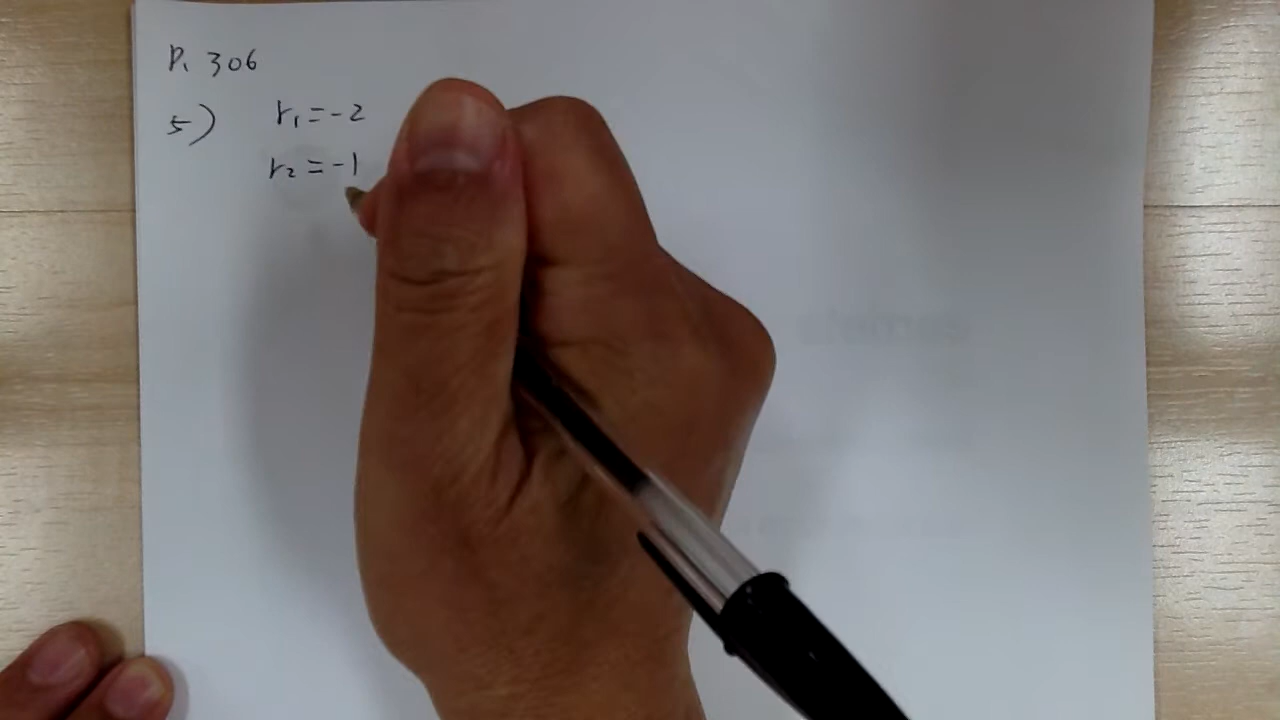 P. 306
5) r₁ = -2
r₂ = -1